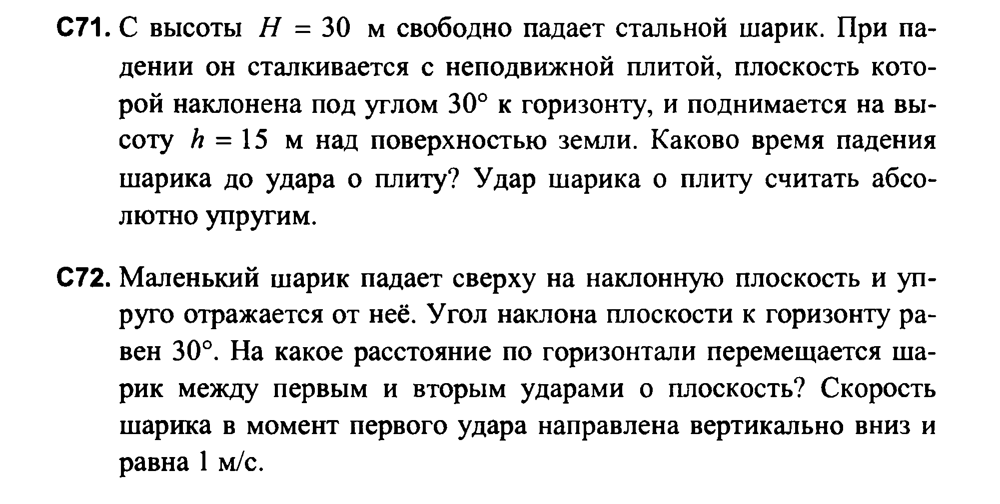 С71. С высоты H = 30 м свободно падает стальной шарик. При па-
дении он сталкивается с неподвижной плитой, плоскость кото-
рой наклонена под углом 30° к горизонту, и поднимается на вы-
соту h = 15 м над поверхностью земли. Каково время падения
шарика до удара о плиту? Удар шарика о плиту считать абсо-
лютно упругим.
С72. Маленький шарик падает сверху на наклонную плоскость и уп-
руго отражается от неё. Угол наклона плоскости к горизонту ра-
вен 30°. На какое расстояние по горизонтали перемещается ша-
рик между первым и вторым ударами о плоскость? Скорость
шарика в момент первого удара направлена вертикально вниз и
равна 1 м/с.